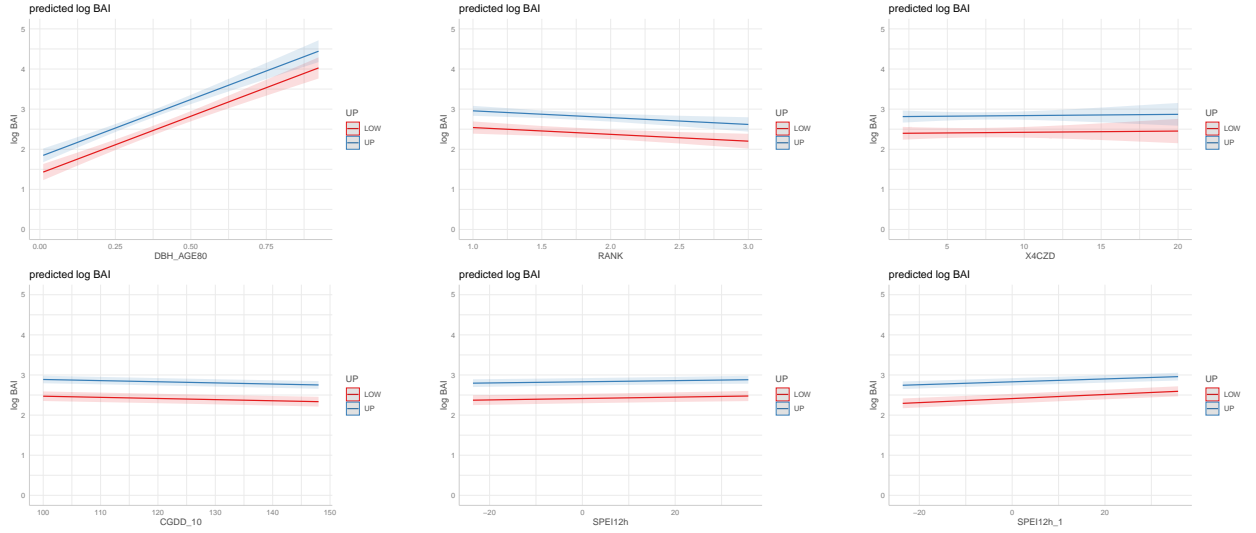 predicted log BAI
5
4
3
2
1
0
log BAI
0.00 0.25 0.50 0.75
DBH_AGE80
UP
LOW
UP
predicted log BAI
5
4
3
2
1
0
log BAI
1.0 1.5 2.0 2.5 3.0
RANK
UP
LOW
UP
predicted log BAI
5
4
3
2
1
0
log BAI
5 10 15 20
X4CZD
UP
LOW
UP
predicted log BAI
5
4
3
2
1
0
log BAI
100 110 120 130 140 150
CGDD_10
UP
LOW
UP
predicted log BAI
5
4
3
2
1
0
log BAI
−20 0 20
SPEI12h
UP
LOW
UP
predicted log BAI
5
4
3
2
1
0
log BAI
−20 0 20
SPEI12h_1
UP
LOW
UP